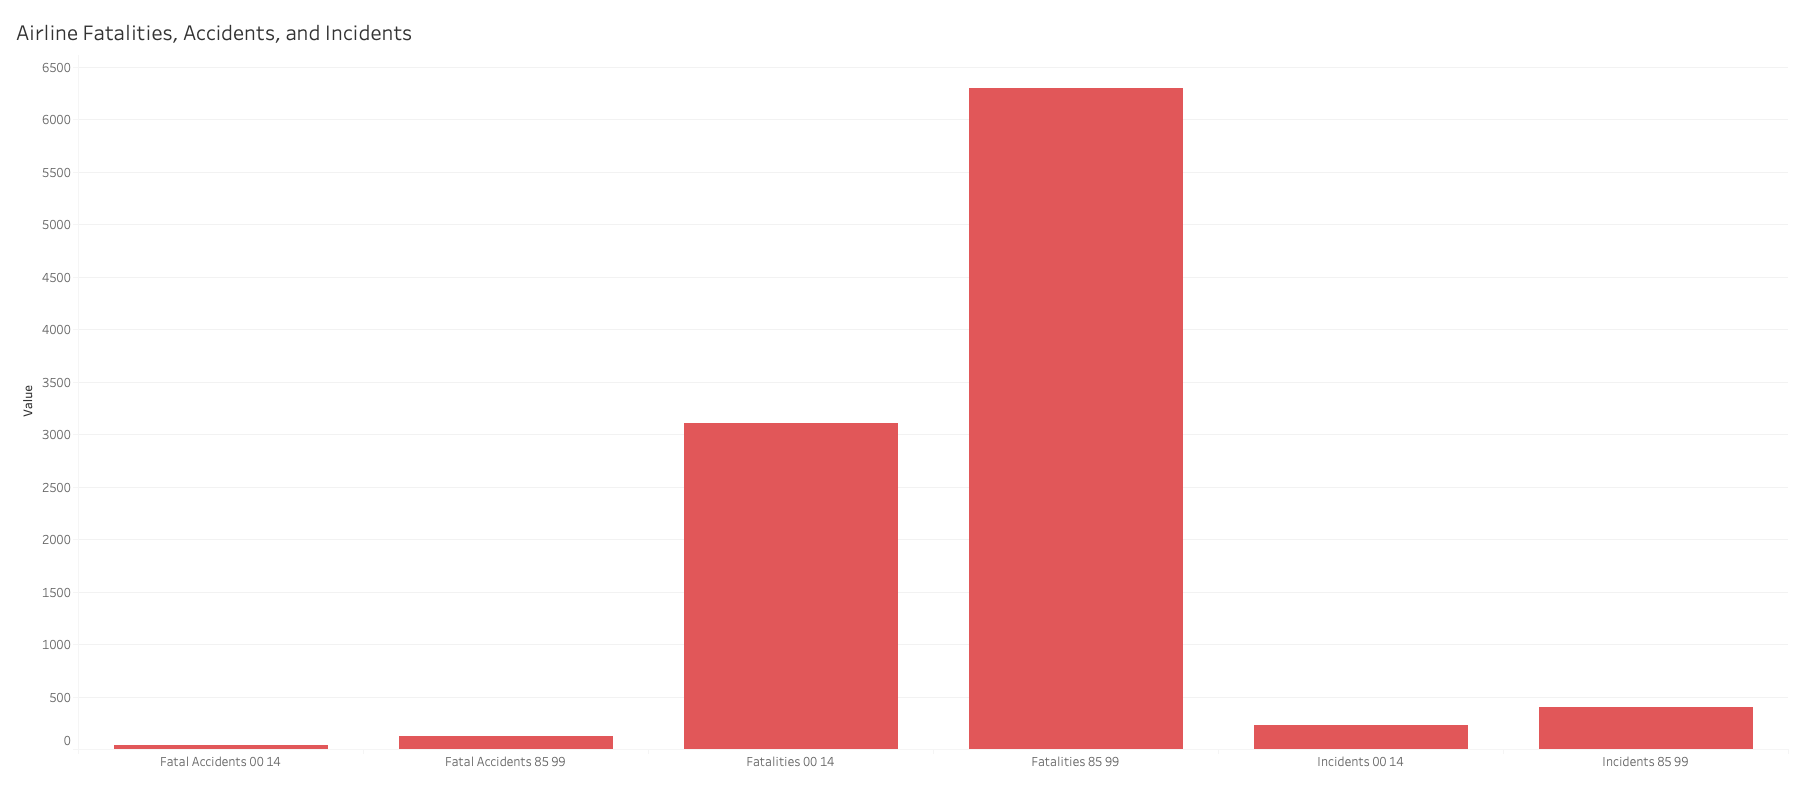 Airline Fatalities, Accidents, and Incidents
6500
6000
5500
5000
4500
4000
3500
3000
2500
2000
1500
1000
500
0
Value
Fatal Accidents 00 14
Fatal Accidents 85 99
Fatalities 00 14
Fatalities 85 99
Incidents 00 14
Incidents 85 99